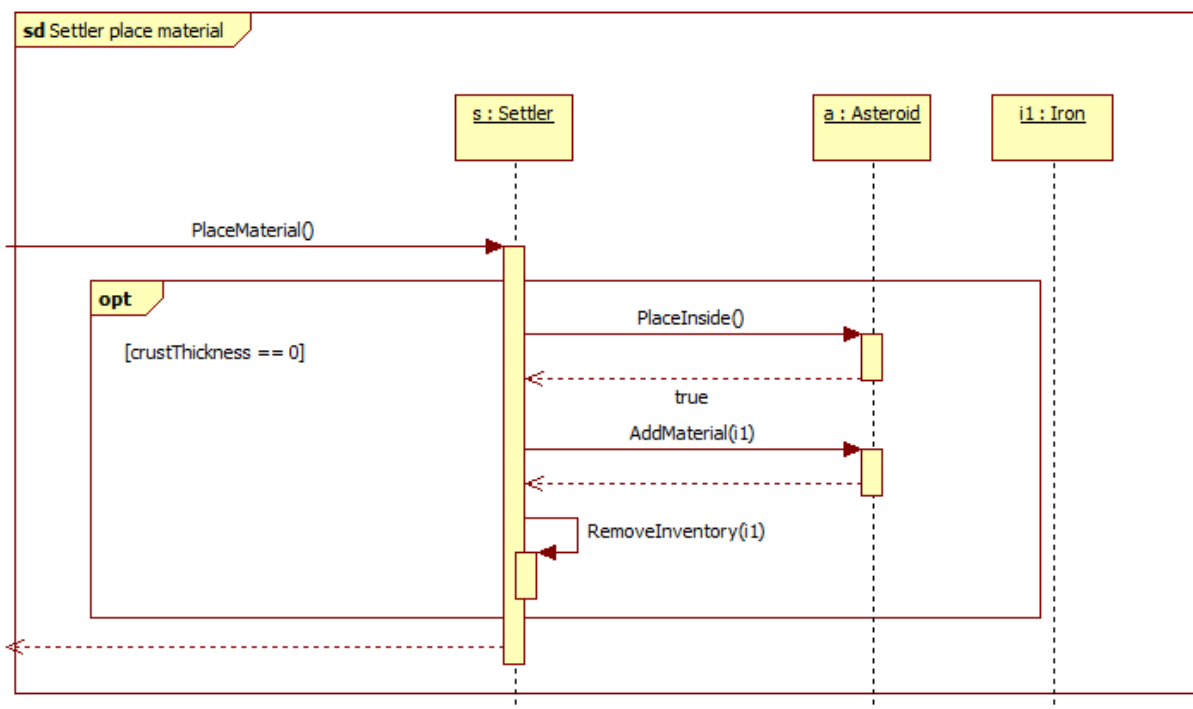 sd Settler place material
s : Settler
a : Asteroid
i1 : Iron
PlaceMaterial()
opt
PlaceInside()
[crustThickness == 0]
true
AddMaterial(i1)
RemoveInventory(i1)